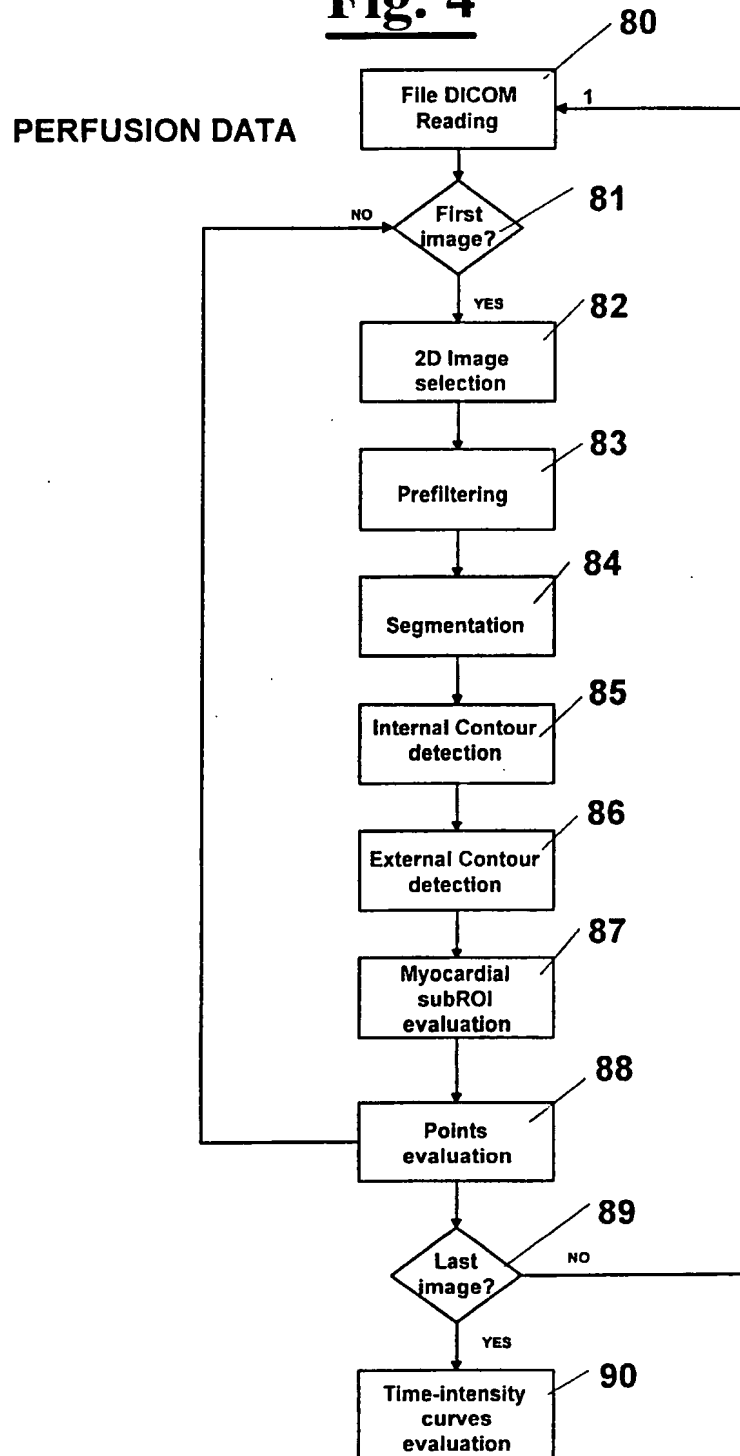 Fig. 4
80
File DICOM
Reading
1
PERFUSION DATA
81
First
image?
NO
YES
82
2D Image
selection
83
Prefiltering
84
Segmentation
85
Internal Contour
detection
86
External Contour
detection
87
Myocardial
subROI
evaluation
88
Points
evaluation
89
Last
image?
NO
YES
90
Time-intensity
curves
evaluation